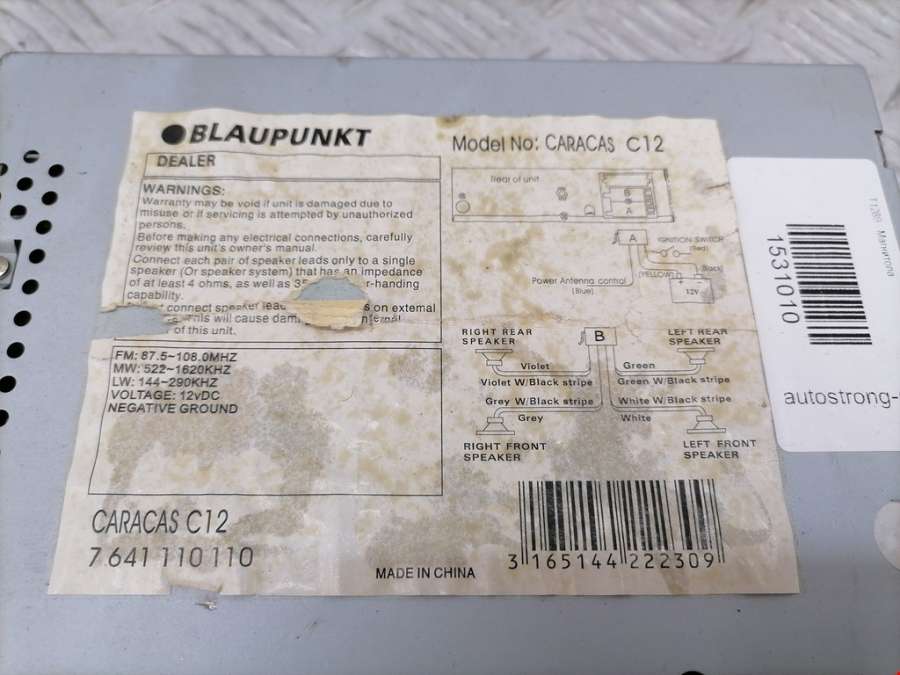 BLAUPUNKT
DEALER
WARNINGS:
Warranty may be void if unit is damaged due to
misuse or if servicing is attempted by unauthorized
persons.
Before making any electrical connections, carefully
review this unit's owner's manual.
Connect each pair of speaker leads only to a single
speaker (Or speaker system) that has an impedance
of at least 4 ohms, as well as 35 r-handing
capability.
connect speaker lead s on external
This will cause dam internal
of this unit.
FM: 87.5~108.0MHZ
MW: 522~1620KHZ
LW: 144~290KHZ
VOLTAGE: 12vDC
NEGATIVE GROUND
CARACAS C12
7 641 110 110
MADE IN CHINA
Model No: CARACAS C12
Rear of unit
B
A
A
IGNITION SWITCH
(Red)
(YELLOW)
(Black)
12V
Power Antenna control
(Blue)
RIGHT REAR
SPEAKER
B
LEFT REAR
SPEAKER
Violet
Green
Violet W/Black stripe
Green W/Black stripe
Grey W/Black stripe
White W/Black stripe
Grey
White
RIGHT FRONT
SPEAKER
LEFT FRONT
SPEAKER
3 165144 222309
1531010
T1289 Магнитола
autostrong-